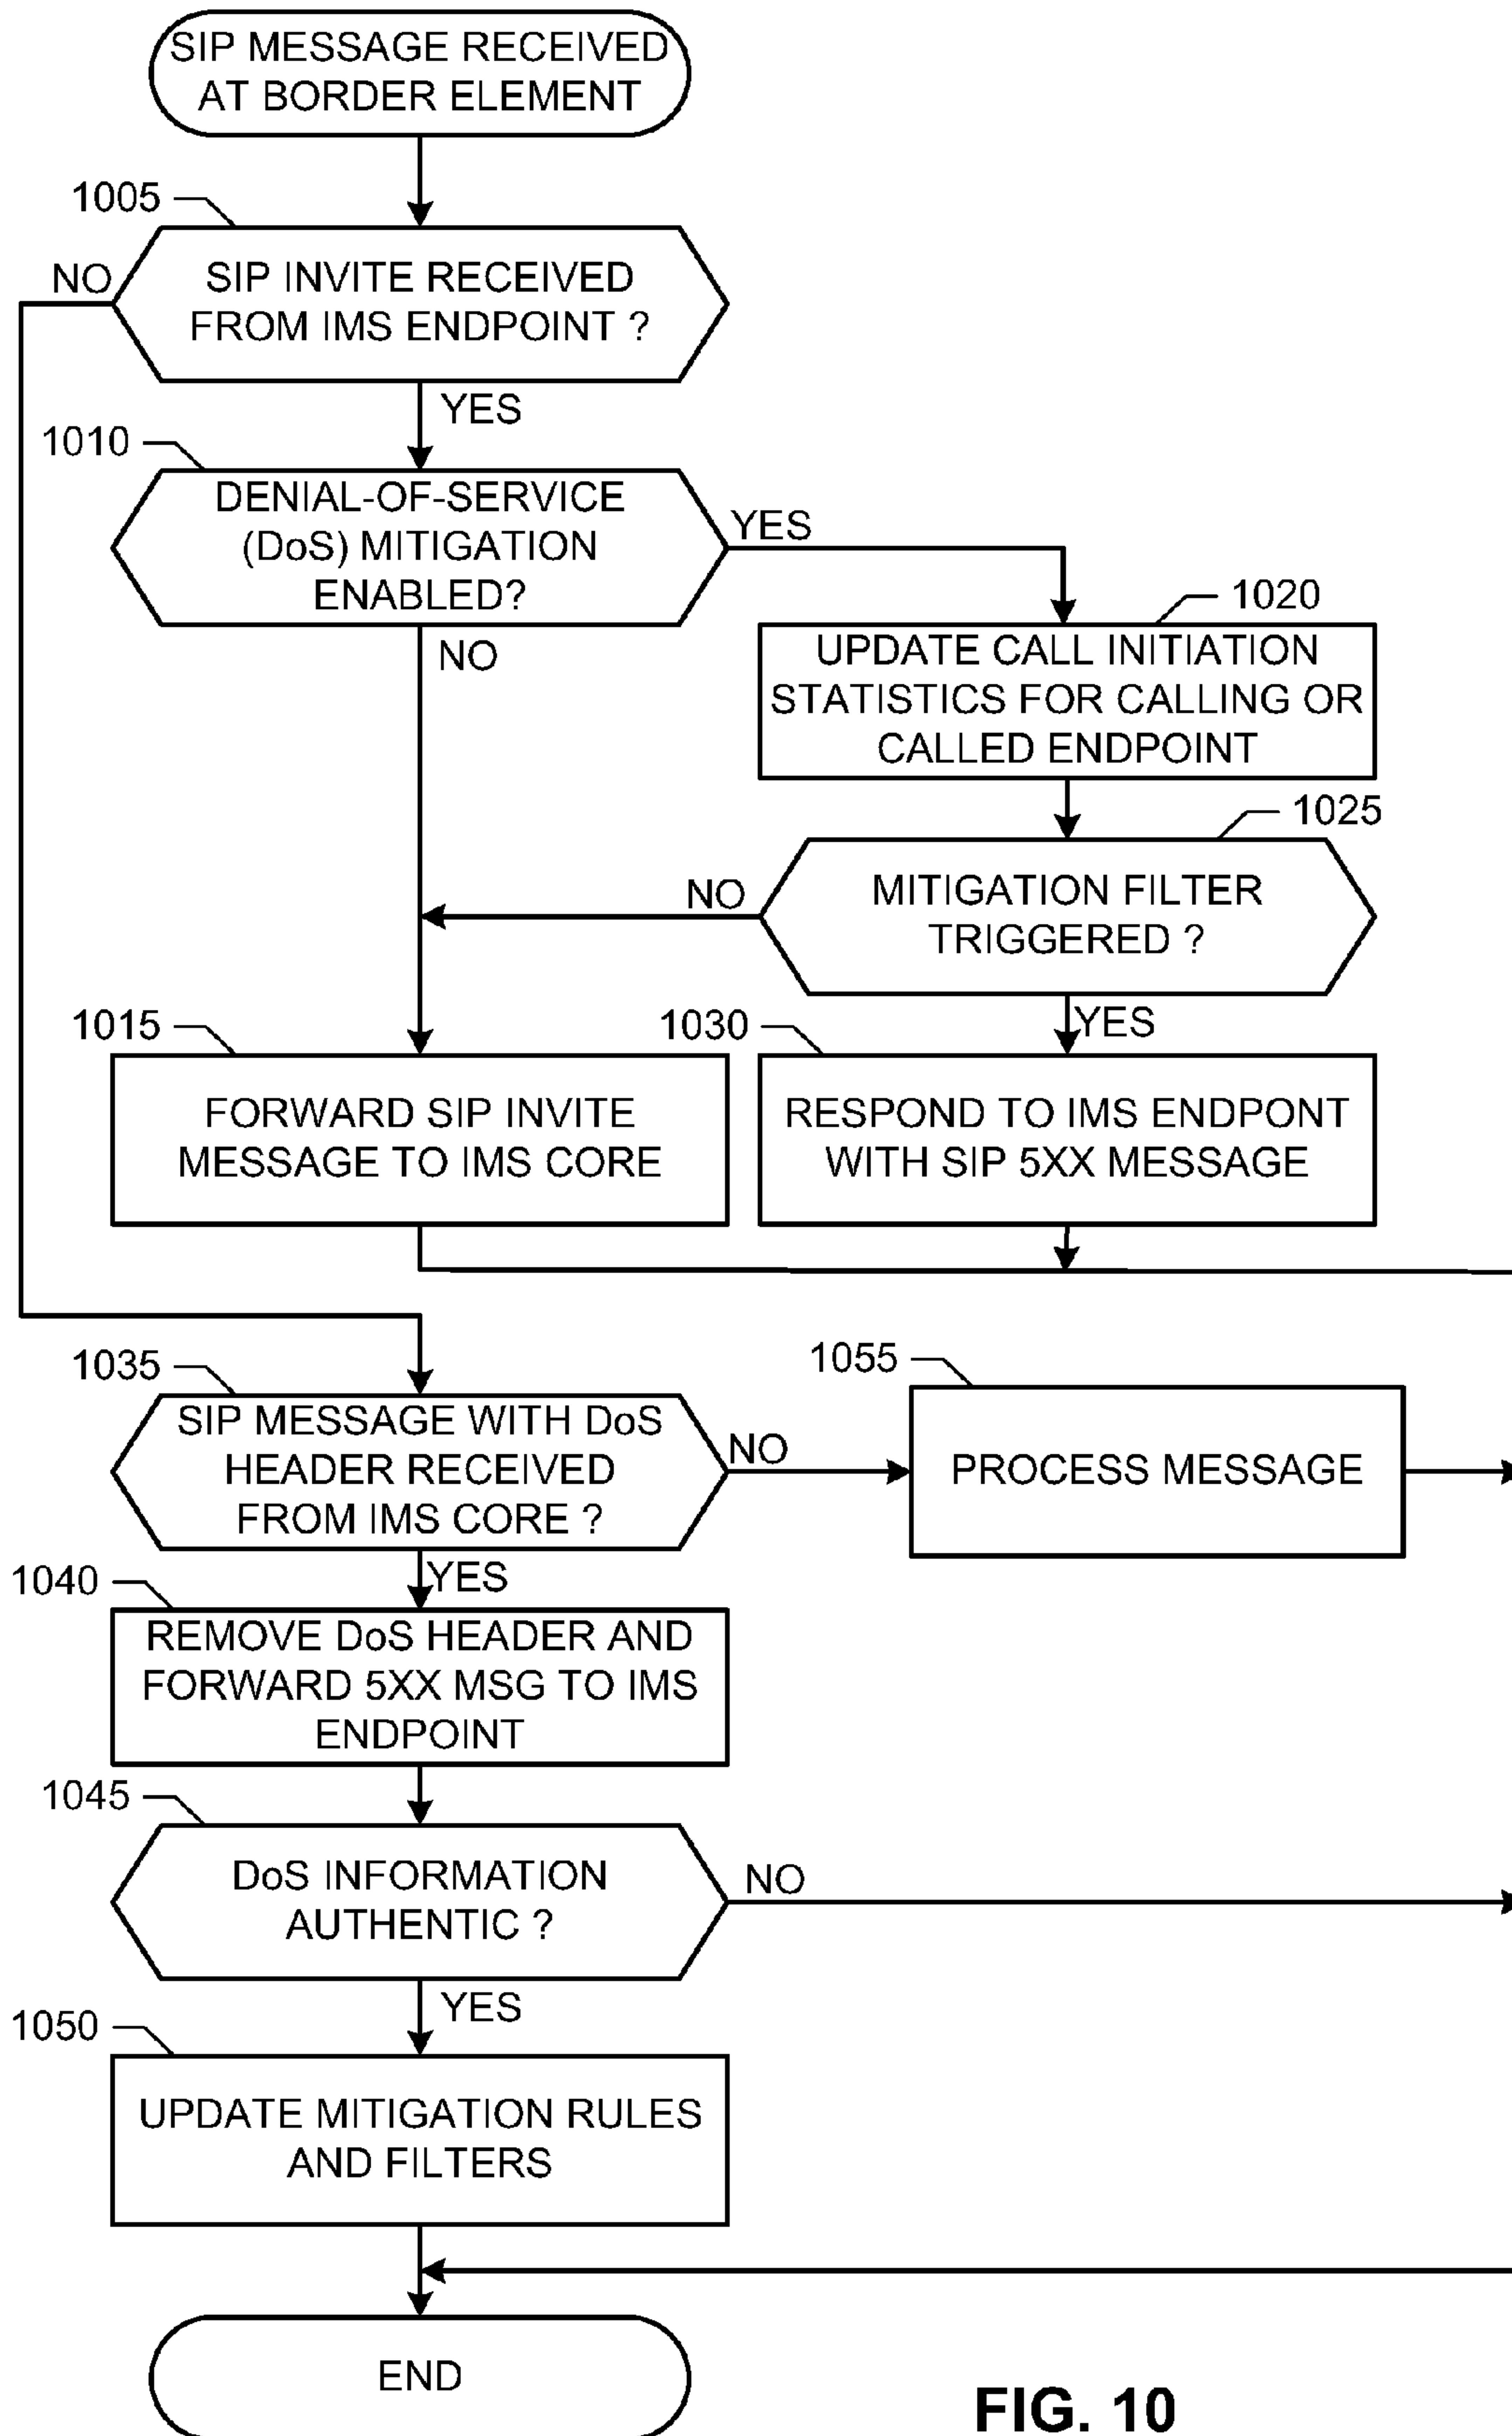 SIP MESSAGE RECEIVED
AT BORDER ELEMENT
1005
NO
SIP INVITE RECEIVED
FROM IMS ENDPOINT ?
YES
1010
DENIAL-OF-SERVICE
(DoS) MITIGATION
ENABLED?
YES
NO
1020
UPDATE CALL INITIATION
STATISTICS FOR CALLING OR
CALLED ENDPOINT
1025
NO
MITIGATION FILTER
TRIGGERED ?
YES
1015
1030
FORWARD SIP INVITE
MESSAGE TO IMS CORE
RESPOND TO IMS ENDPONT
WITH SIP 5XX MESSAGE
1035
1055
SIP MESSAGE WITH DoS
HEADER RECEIVED
FROM IMS CORE ?
NO
PROCESS MESSAGE
YES
1040
REMOVE DoS HEADER AND
FORWARD 5XX MSG TO IMS
ENDPOINT
1045
DoS INFORMATION
AUTHENTIC ?
NO
YES
1050
UPDATE MITIGATION RULES
AND FILTERS
END
FIG. 10